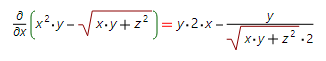 ∂/∂x (x²·y − √(x·y + z²)) = y·2·x − y/(√(x·y + z²)·2)